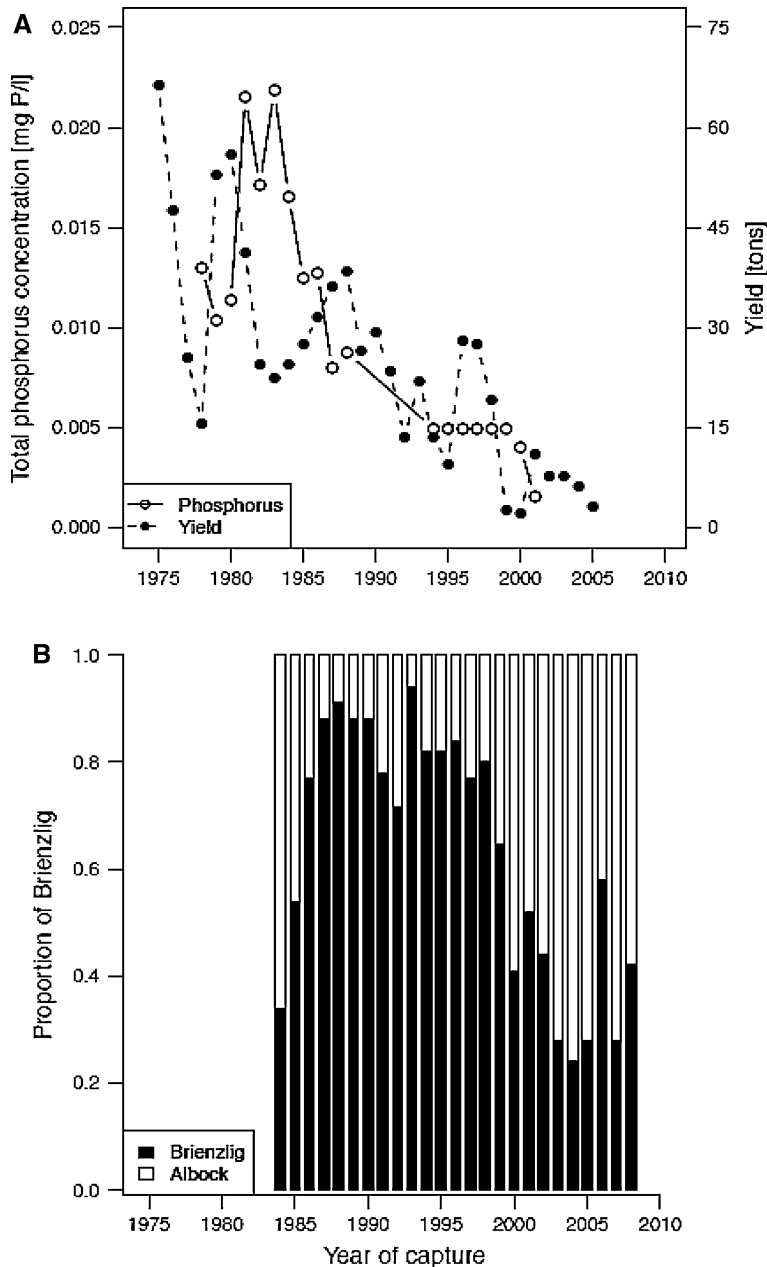 A
Total phosphorus concentration [mg P/l]
0.025
0.020
0.015
0.010
0.005
0.000
75
60
45
30
15
0
Yield [tons]
Phosphorus
Yield
1975 1980 1985 1990 1995 2000 2005 2010
B
Proportion of Brienzlig
1.0
0.8
0.6
0.4
0.2
0.0
Brienzlig
Albock
1975 1980 1985 1990 1995 2000 2005 2010
Year of capture